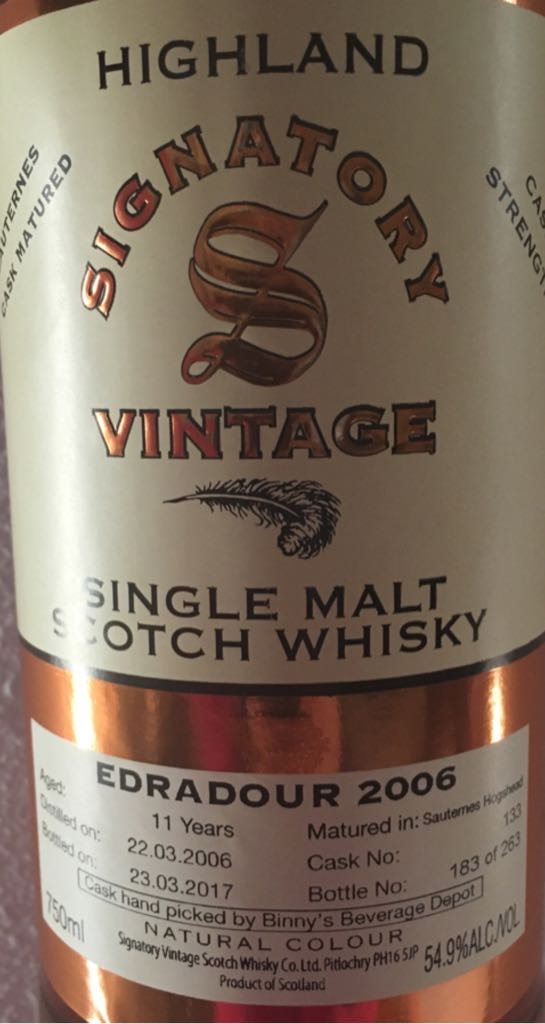 HIGHLAND
CASK MATURED
STRENGT
SIGNATORY
S
VINTAGE
SINGLE MALT
SCOTCH WHISKY
EDRADOUR 2006
Aged: 11 Years
Distilled on: 22.03.2006
Bottled on: 23.03.2017
Matured in: Sauternes Hogshead
Cask No: 133
Bottle No: 183 of 263
Cask hand picked by Binny's Beverage Depot
750ml
NATURAL COLOUR
54.9%ALC./VOL
Signatory Vintage Scotch Whisky Co. Ltd. Pitlochry PH16 5JP
Product of Scotland